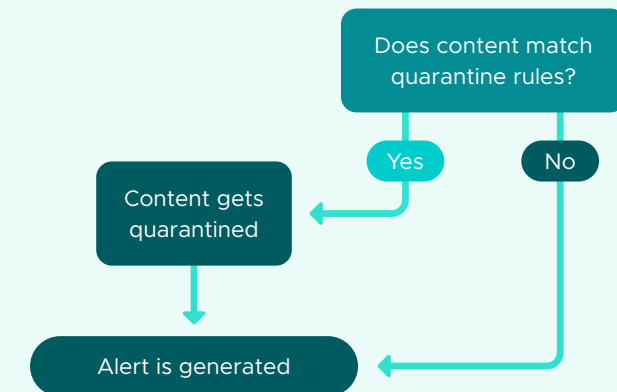 Does content match
quarantine rules?
Yes
No
Content gets
quarantined
Alert is generated